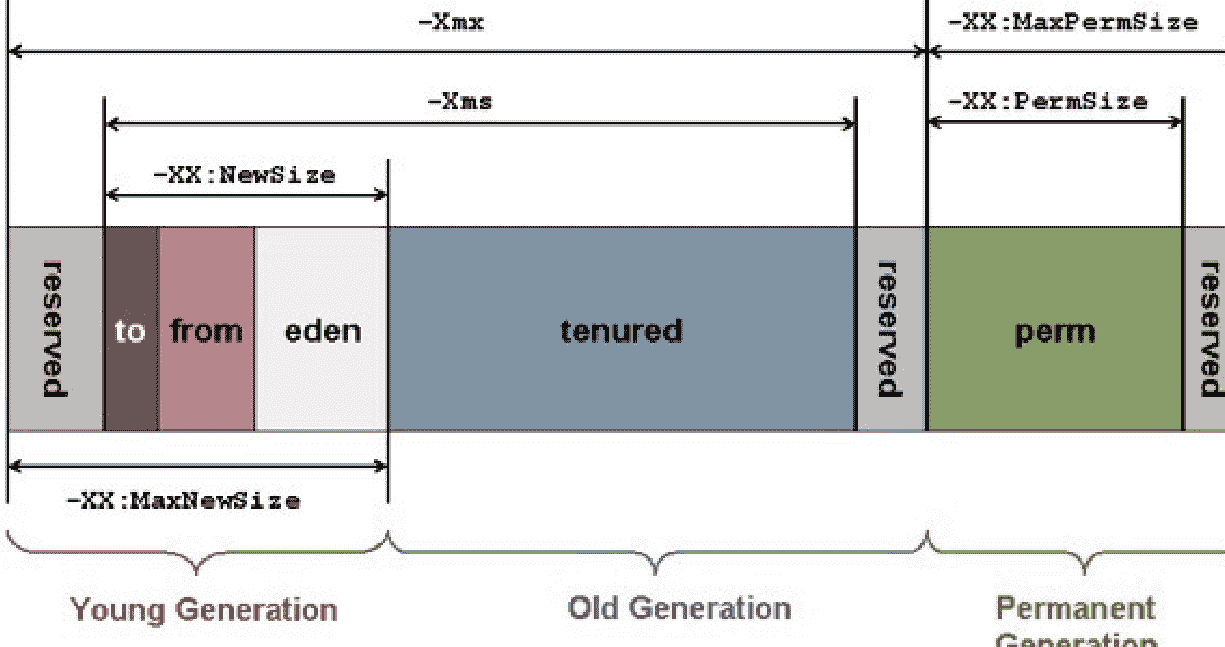 -Xmx
-XX:MaxPermSize
-Xms
-XX:PermSize
-XX:NewSize
reserved
to
from
eden
tenured
reserved
perm
reserved
-XX:MaxNewSize
Young Generation
Old Generation
Permanent
Generation